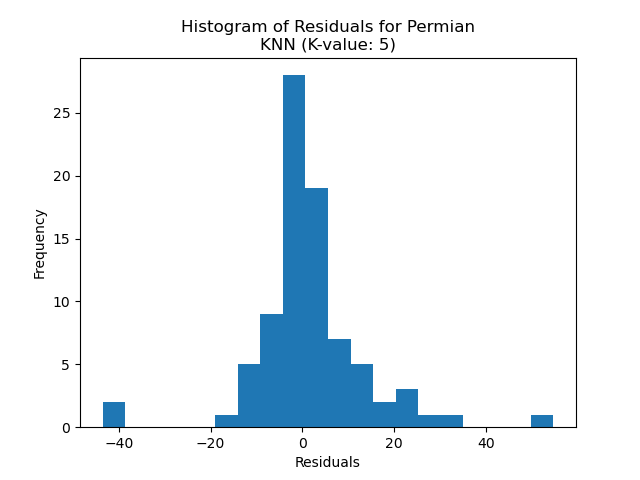 Histogram of Residuals for Permian
KNN (K-value: 5)
25
20
15
10
5
0
Frequency
−40
−20
0
20
40
Residuals